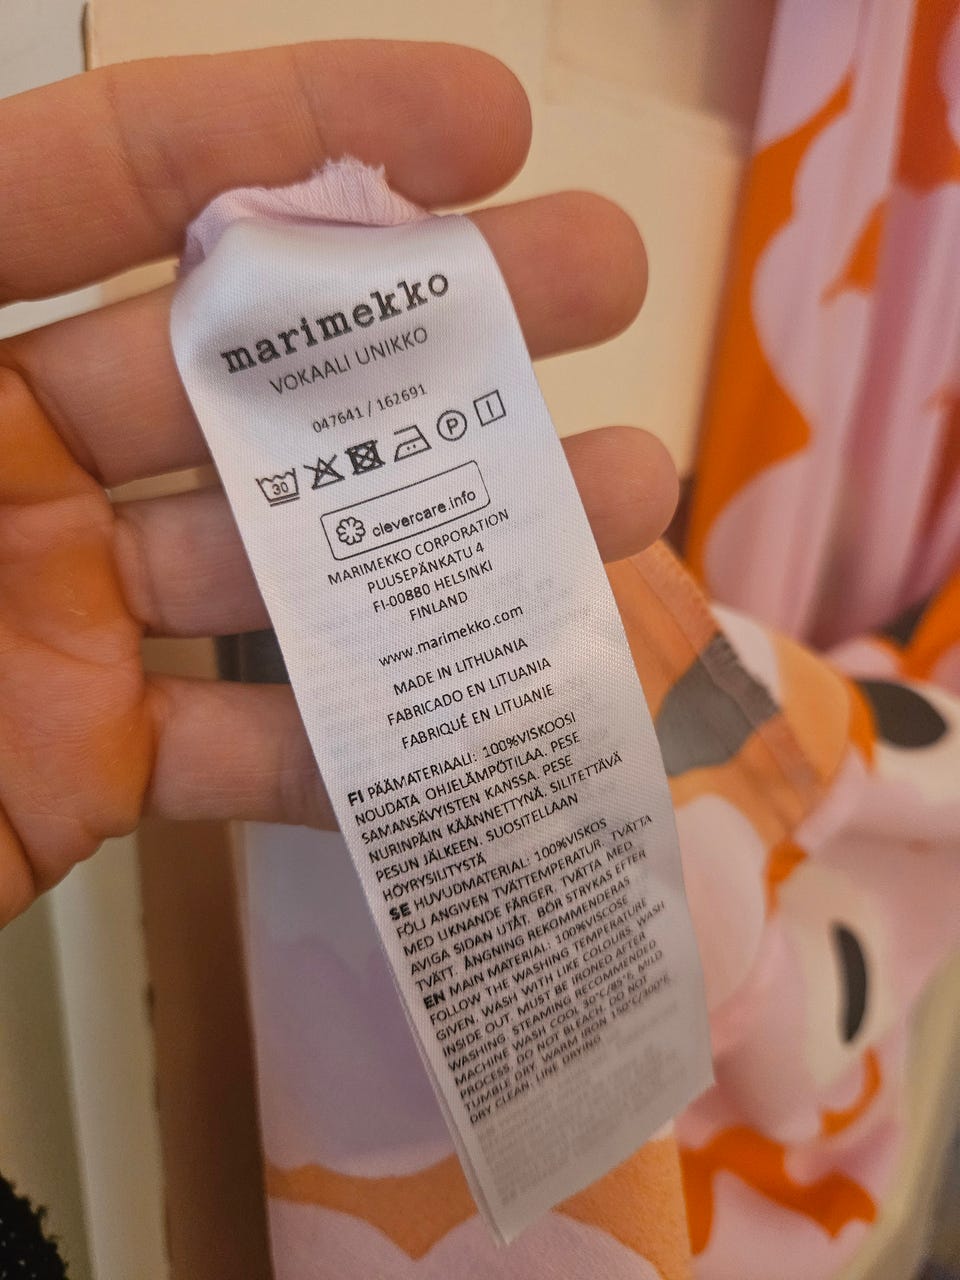 marimekko
VOKAALI UNIKKO
047641 / 162691
30 P
clevercare.info
MARIMEKKO CORPORATION
PUUSEPÄNKATU 4
FI-00880 HELSINKI
FINLAND
www.marimekko.com
MADE IN LITHUANIA
FABRICADO EN LITUANIA
FABRIQUÉ EN LITUANIE
FI PÄÄMATERIAALI: 100%VISKOOSI
NOUDATA OHJELÄMPÖTILAA. PESE
SAMANSÄVYISTEN KANSSA. PESE
NURINPÄIN KÄÄNNETTYNÄ. SILITETTÄVÄ
PESUN JÄLKEEN. SUOSITELLAAN
HÖYRYSILITYSTÄ
SE HUVUDMATERIAL: 100%VISKOS
FÖLJ ANGIVEN TVÄTTEMPERATUR. TVÄTTA
MED LIKNANDE FÄRGER. TVÄTTA MED
AVIGA SIDAN UTÅT. BÖR STRYKAS EFTER
TVÄTT. ÅNGNING REKOMMENDERAS
EN MAIN MATERIAL: 100%VISCOSE
FOLLOW THE WASHING TEMPERATURE
GIVEN. WASH WITH LIKE COLOURS. WASH
INSIDE OUT. MUST BE IRONED AFTER
WASHING. STEAMING RECOMMENDED
MACHINE WASH COOL 30°C/85°F, MILD
PROCESS. DO NOT BLEACH. DO NOT
TUMBLE DRY. WARM IRON 150°C/300°F.
DRY CLEAN. LINE DRYING